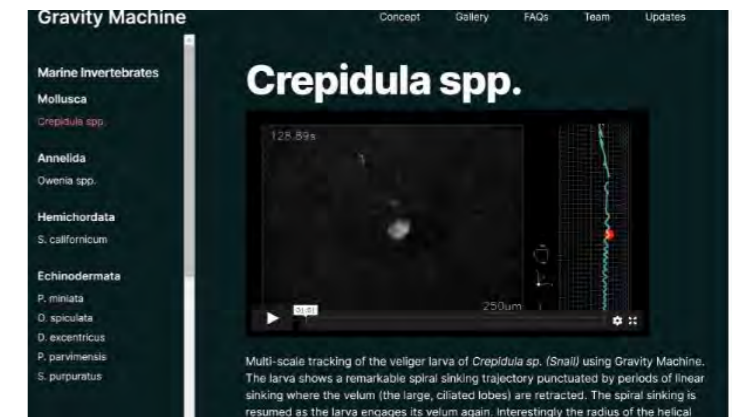 Gravity Machine
Concept Gallery FAQs Team Updates
Marine Invertebrates
Mollusca
Crepidula spp.
Annelida
Owenia spp.
Hemichordata
S. californicum
Echinodermata
P. miniata
O. spiculata
D. excentricus
P. parvimensis
S. purpuratus
Crepidula spp.
128.89s
250um
01:01
Multi-scale tracking of the veliger larva of Crepidula sp. (Snail) using Gravity Machine.
The larva shows a remarkable spiral sinking trajectory punctuated by periods of linear
sinking where the velum (the large, ciliated lobes) are retracted. The spiral sinking is
resumed as the larva engages its velum again. Interestingly the radius of the helical